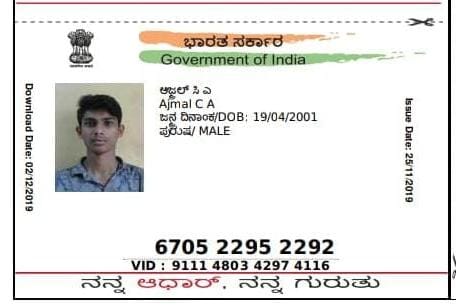 ಭಾರತ ಸರ್ಕಾರ
Government of India
Download Date: 02/12/2019
ಅಜ್ಮಲ್ ಸಿ ಎ
Ajmal C A
ಜನ್ಮ ದಿನಾಂಕ/DOB: 19/04/2001
ಪುರುಷ/ MALE
Issue Date: 25/11/2019
6705 2295 2292
VID : 9111 4803 4297 4116
ನನ್ನ ಆಧಾರ್, ನನ್ನ ಗುರುತು